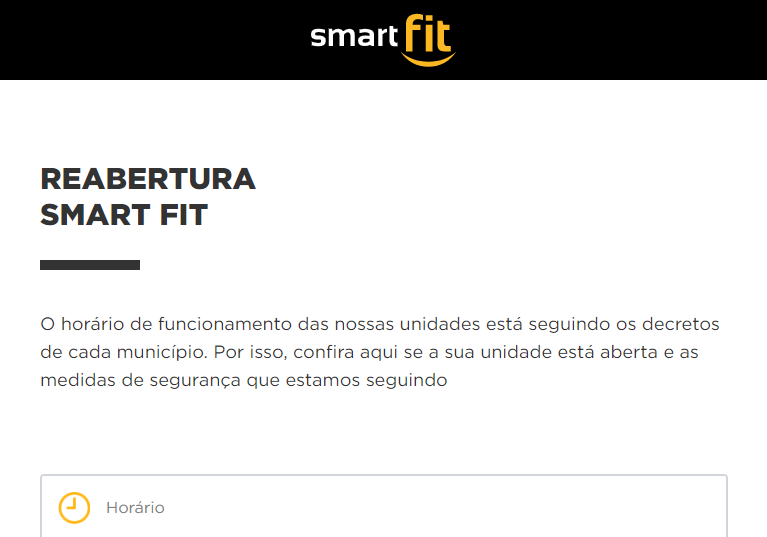 smart fit
REABERTURA
SMART FIT
O horário de funcionamento das nossas unidades está seguindo os decretos
de cada município. Por isso, confira aqui se a sua unidade está aberta e as
medidas de segurança que estamos seguindo
Horário